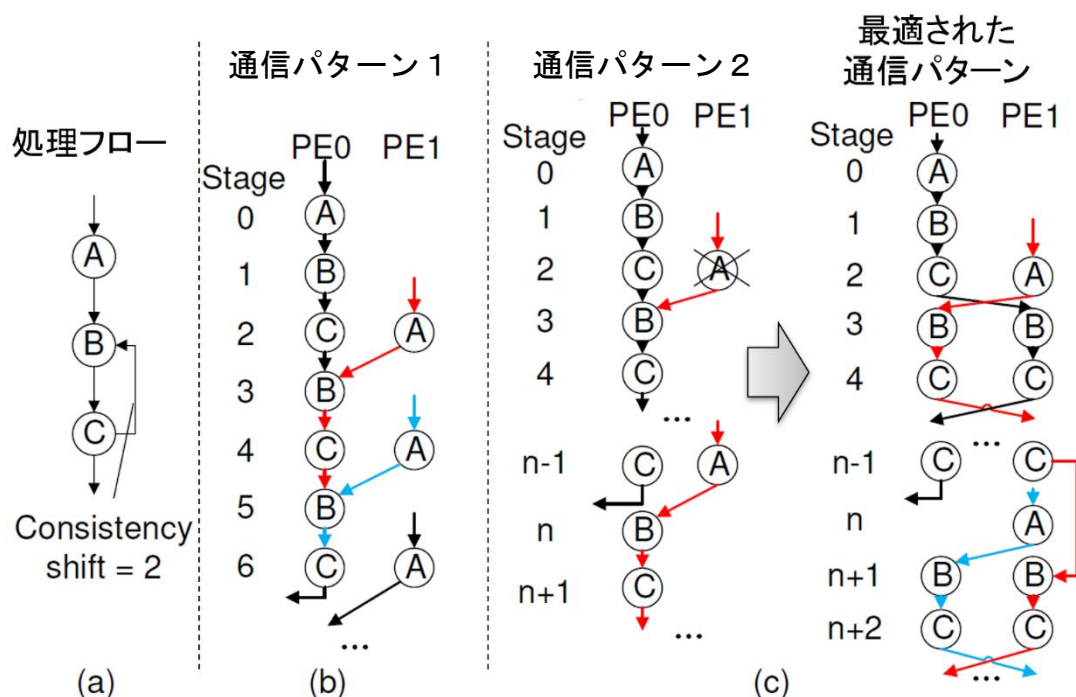 処理フロー
A
B
C
Consistency
shift = 2
(a)
通信パターン１
PE0 PE1
Stage
0 A
1 B
2 C A
3 B
4 C A
5 B
6 C A
...
(b)
通信パターン２
PE0 PE1
Stage
0 A
1 B
2 C A
3 B
4 C
...
n-1 C A
n B
n+1 C
...
最適された
通信パターン
PE0 PE1
Stage
0 A
1 B
2 C A
3 B B
4 C C
...
n-1 C C
n A
n+1 B B
n+2 C C
...
(c)